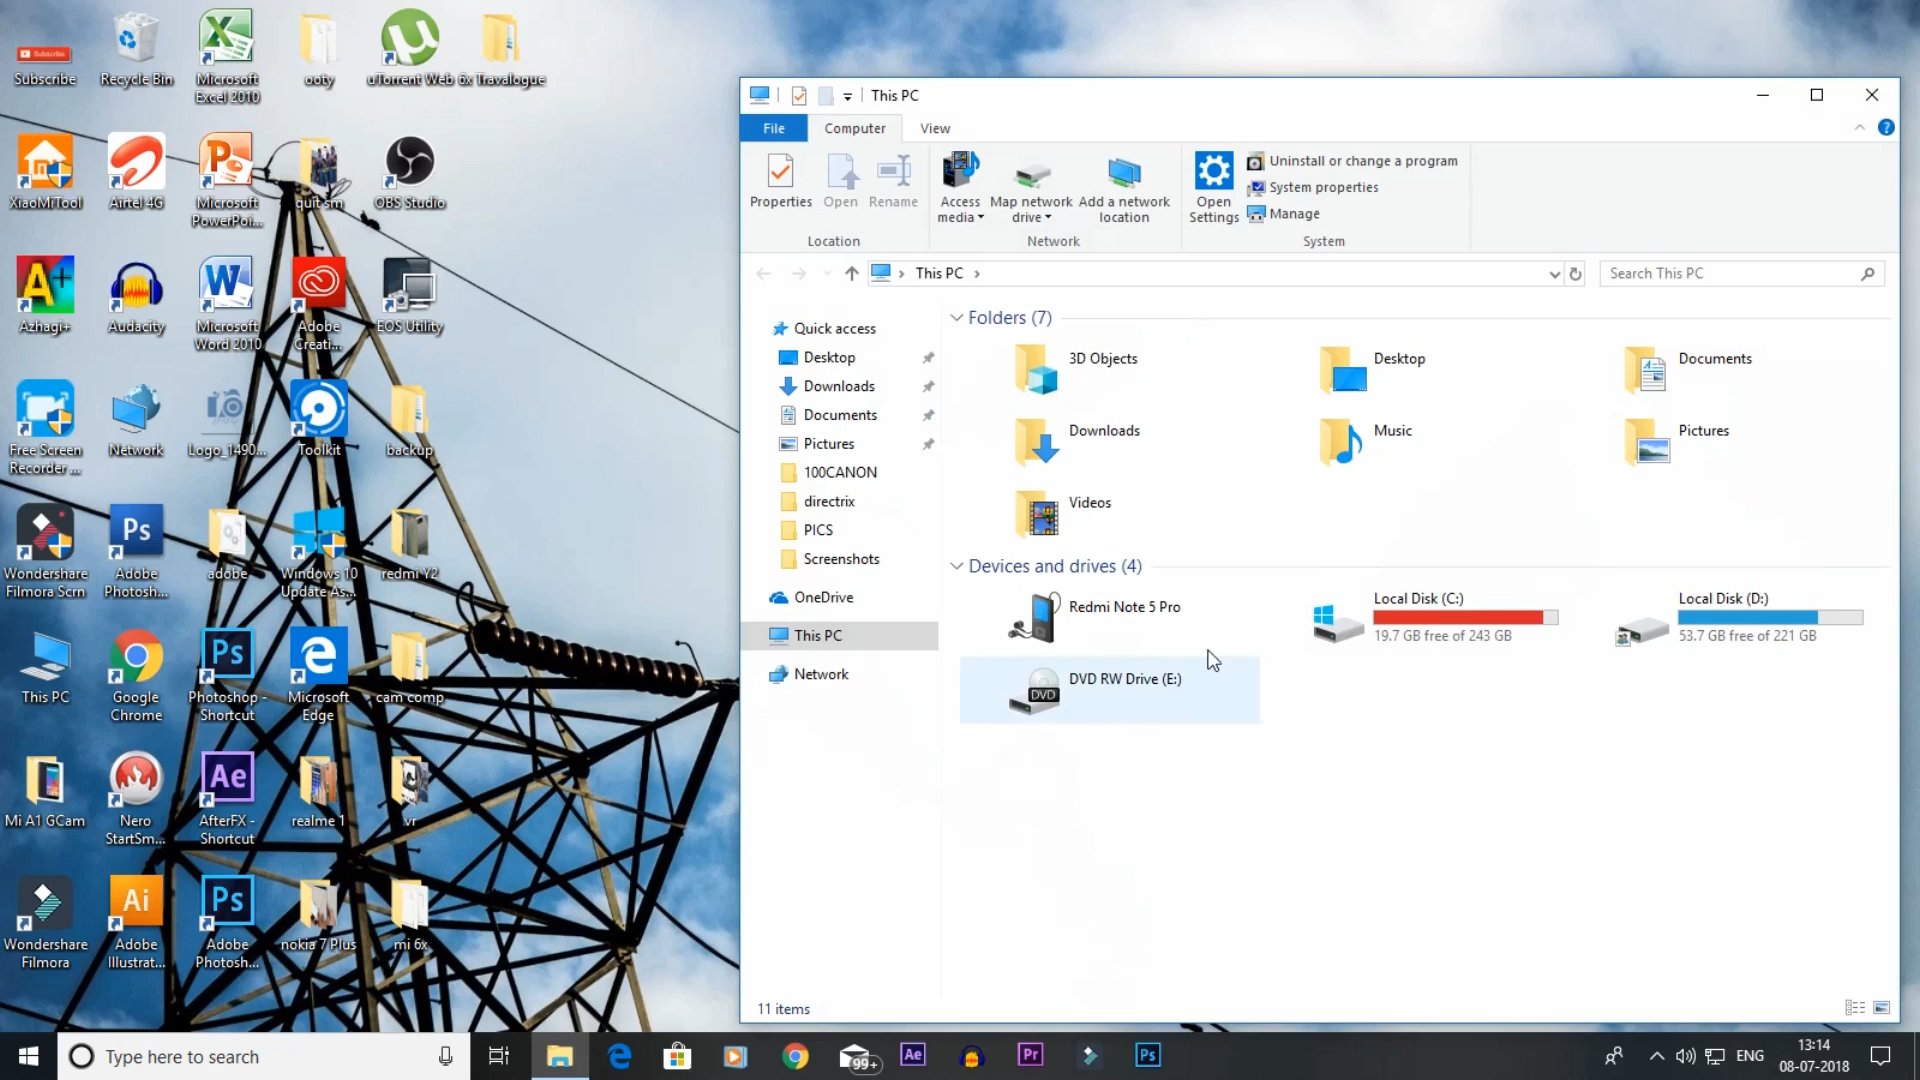 Subscribe
Subscribe
Recycle Bin
Microsoft
Excel 2010
ooty
uTorrent Web
6x Travalogue
XiaoMiTool
Airtel 4G
Microsoft
PowerPoi...
quit sm
OBS Studio
A+
Azhagi+
Audacity
Microsoft
Word 2010
Adobe
Creati...
EOS Utility
Free Screen
Recorder ...
Network
Logo_1490...
Toolkit
backup
Wondershare
Filmora Scrn
Ps
Adobe
Photosh...
adobe
Windows 10
Update As...
redmi Y2
This PC
Google
Chrome
Ps
Photoshop -
Shortcut
Microsoft
Edge
cam comp
Mi A1 GCam
Nero
StartSm...
Ae
AfterFX -
Shortcut
realme 1
vr
Wondershare
Filmora
Ai
Adobe
Illustrat...
Ps
Adobe
Photosh...
nokia 7 Plus
mi 6x
This PC
File
Computer
View
Properties
Open
Rename
Location
Access
media
Map network
drive
Add a network
location
Network
Open
Settings
Uninstall or change a program
System properties
Manage
System
This PC
Search This PC
Quick access
Desktop
Downloads
Documents
Pictures
100CANON
directrix
PICS
Screenshots
OneDrive
This PC
Network
Folders (7)
3D Objects
Desktop
Documents
Downloads
Music
Pictures
Videos
Devices and drives (4)
Redmi Note 5 Pro
Local Disk (C:)
19.7 GB free of 243 GB
Local Disk (D:)
53.7 GB free of 221 GB
DVD
DVD RW Drive (E:)
11 items
Type here to search
99+
Ae
Pr
Ps
ENG
13:14
08-07-2018